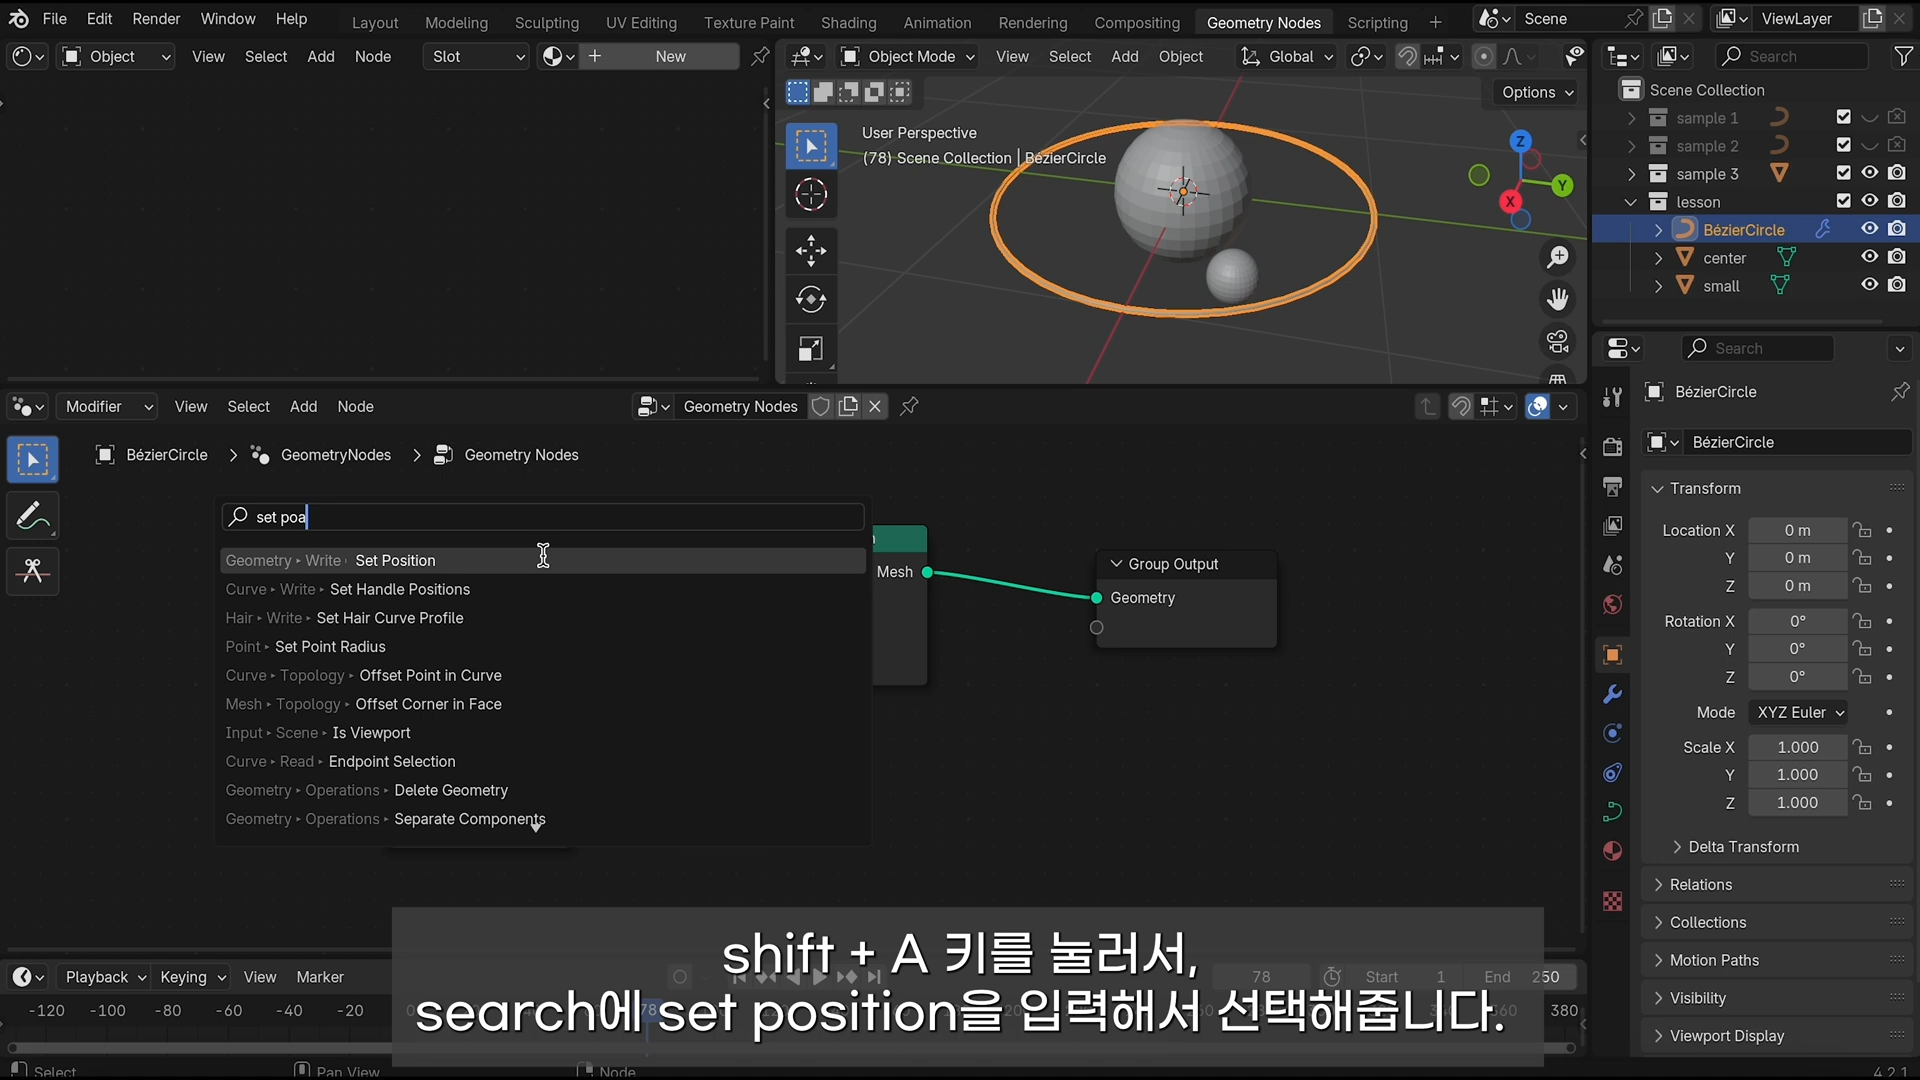 File Edit Render Window Help Layout Modeling Sculpting UV Editing Texture Paint Shading Animation Rendering Compositing Geometry Nodes Scripting + Scene ViewLayer
Object View Select Add Node Slot + New
Object Mode View Select Add Object Global
Search
Options
User Perspective
(78) Scene Collection | BézierCircle
Z
Y
X
Scene Collection
sample 1
sample 2
sample 3
lesson
BézierCircle
center
small
Search
Modifier View Select Add Node Geometry Nodes
BézierCircle > GeometryNodes > Geometry Nodes
set poa
Geometry ▸ Write ▸ Set Position
Curve ▸ Write ▸ Set Handle Positions
Hair ▸ Write ▸ Set Hair Curve Profile
Point ▸ Set Point Radius
Curve ▸ Topology ▸ Offset Point in Curve
Mesh ▸ Topology ▸ Offset Corner in Face
Input ▸ Scene ▸ Is Viewport
Curve ▸ Read ▸ Endpoint Selection
Geometry ▸ Operations ▸ Delete Geometry
Geometry ▸ Operations ▸ Separate Components
Mesh
Group Output
Geometry
BézierCircle
BézierCircle
Transform
Location X 0 m
Y 0 m
Z 0 m
Rotation X 0°
Y 0°
Z 0°
Mode XYZ Euler
Scale X 1.000
Y 1.000
Z 1.000
Delta Transform
Relations
Collections
Motion Paths
Visibility
Viewport Display
shift + A 키를 눌러서,
search에 set position을 입력해서 선택해줍니다.
Playback Keying View Marker 78 Start 1 End 250
-120 -100 -80 -60 -40 -20 78 380
Select Pan View Node 4.2.1